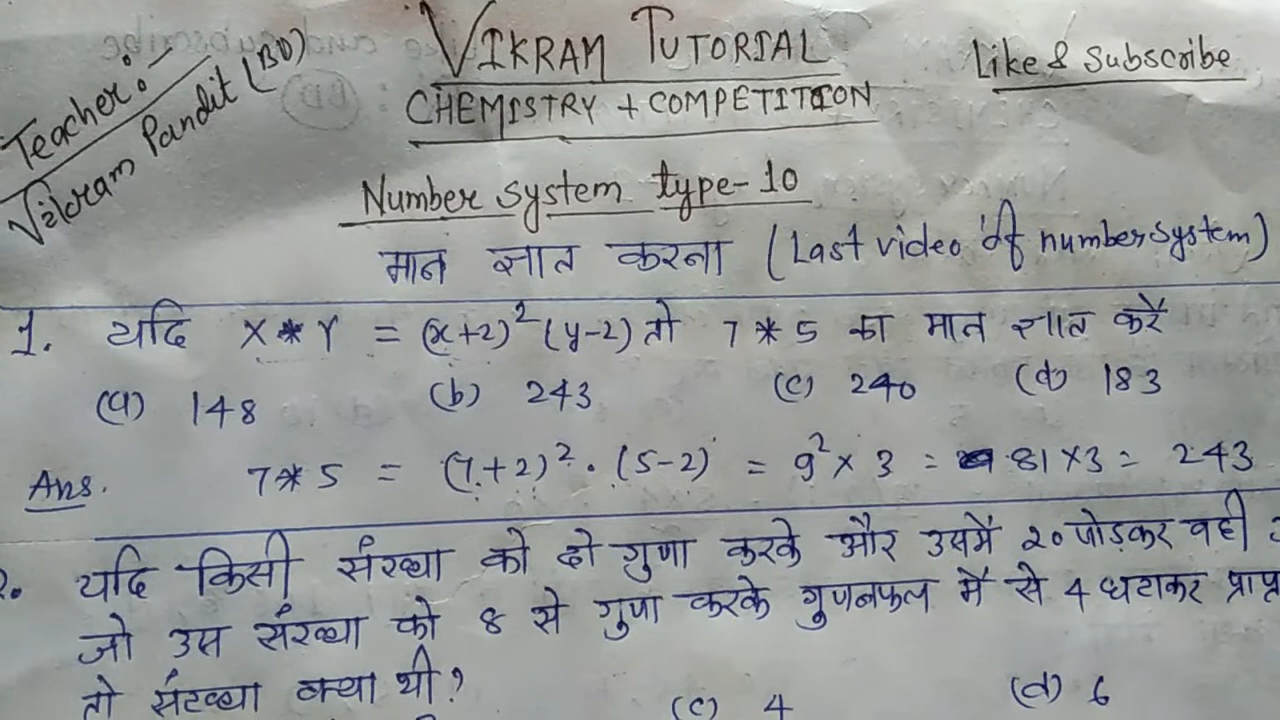 Teacher:-
Vikram Pandit (BD)
VIKRAM TUTORIAL
Like & Subscribe
CHEMISTRY + COMPETITION
Number system type-10
मान ज्ञात करना (Last video of number system)
1. यदि X * Y = (x+2)² (y-2) तो 7 * 5 का मान ज्ञात करें
(a) 148 (b) 243 (c) 240 (d) 183
Ans. 7 * 5 = (7+2)² . (5-2) = 9² × 3 = 81 × 3 = 243
2. यदि किसी संख्या को दो गुणा करके और उसमें 20 जोड़कर वही
जो उस संख्या को 8 से गुणा करके गुणनफल में से 4 घटाकर प्राप्त
तो संख्या क्या थी?
(c) 4 (d) 6